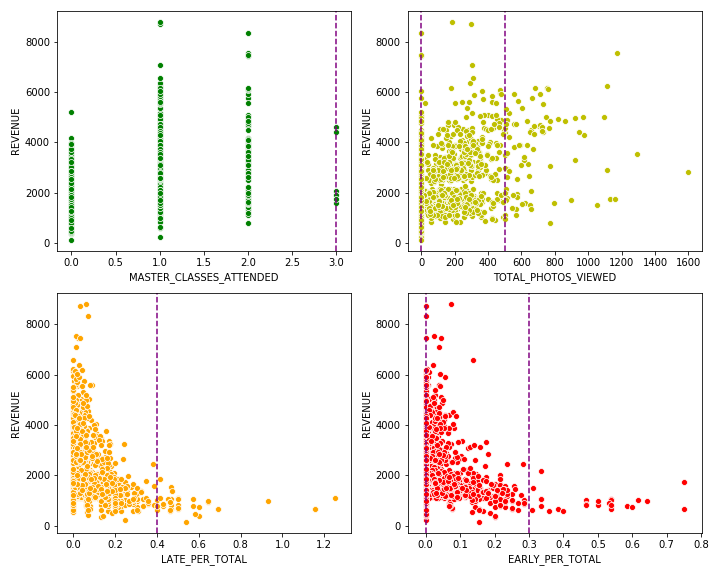 REVENUE
8000
6000
4000
2000
0
0.0 0.5 1.0 1.5 2.0 2.5 3.0
MASTER_CLASSES_ATTENDED
REVENUE
8000
6000
4000
2000
0
0 200 400 600 800 1000 1200 1400 1600
TOTAL_PHOTOS_VIEWED
REVENUE
8000
6000
4000
2000
0
0.0 0.2 0.4 0.6 0.8 1.0 1.2
LATE_PER_TOTAL
REVENUE
8000
6000
4000
2000
0
0.0 0.1 0.2 0.3 0.4 0.5 0.6 0.7 0.8
EARLY_PER_TOTAL